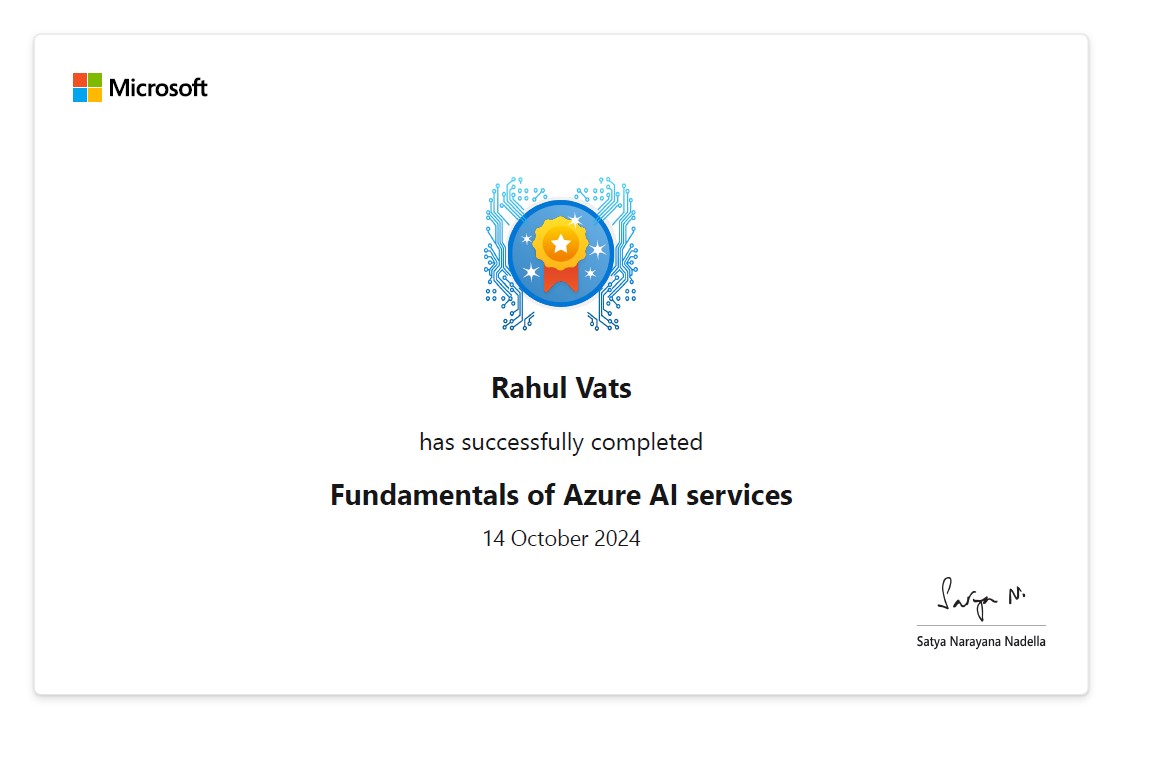 Microsoft
Rahul Vats
has successfully completed
Fundamentals of Azure AI services
14 October 2024
Satya N.
Satya Narayana Nadella